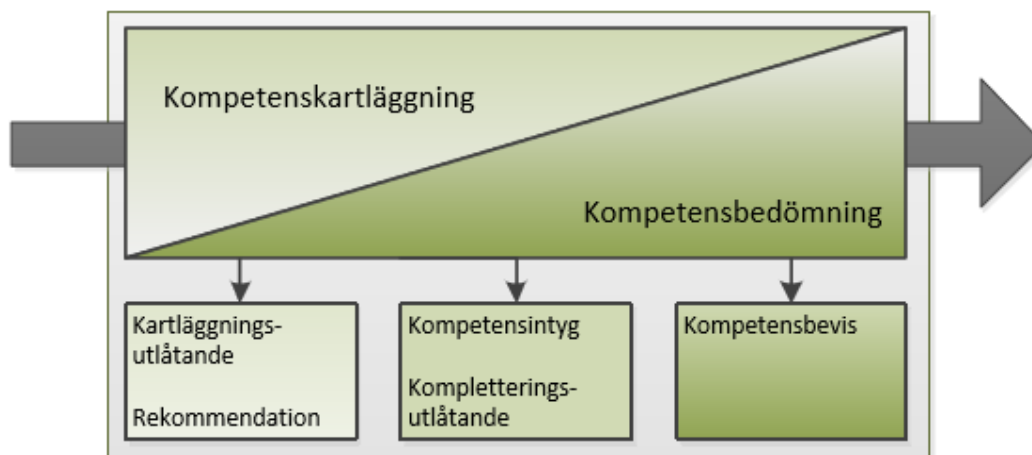 Kompetenskartläggning
Kompetensbedömning
Kartläggnings-
utlåtande
Rekommendation
Kompetensintyg
Kompletterings-
utlåtande
Kompetensbevis